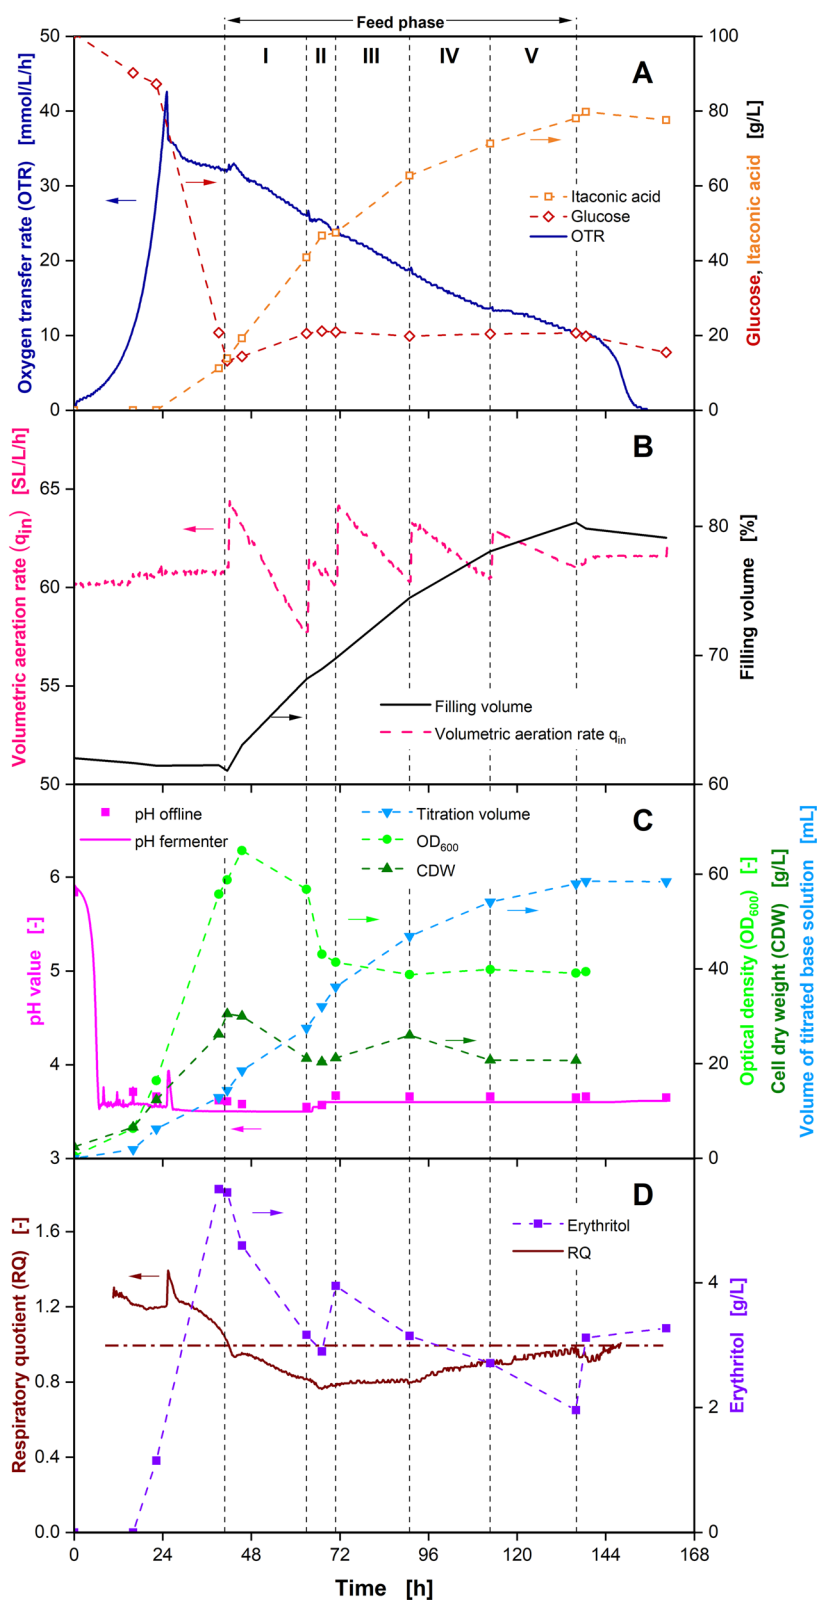 Feed phase
I II III IV V
A
50
40
30
20
10
0
Oxygen transfer rate (OTR) [mmol/L/h]
100
80
60
40
20
0
Glucose, Itaconic acid [g/L]
Itaconic acid
Glucose
OTR
B
65
60
55
50
Volumetric aeration rate (qin) [SL/L/h]
80
70
60
Filling volume [%]
Filling volume
Volumetric aeration rate qin
C
pH offline
pH fermenter
Titration volume
OD600
CDW
6
5
4
3
pH value [-]
60
40
20
0
Optical density (OD600) [-]
Cell dry weight (CDW) [g/L]
Volume of titrated base solution [mL]
D
Erythritol
RQ
1.6
1.2
0.8
0.4
0.0
Respiratory quotient (RQ) [-]
4
2
0
Erythritol [g/L]
0 24 48 72 96 120 144 168
Time [h]